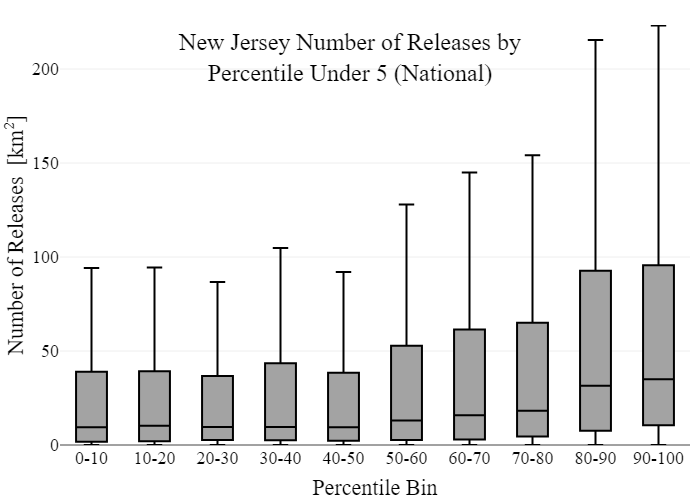 New Jersey Number of Releases by
Percentile Under 5 (National)
Number of Releases [km²]
200
150
100
50
0
0-10 10-20 20-30 30-40 40-50 50-60 60-70 70-80 80-90 90-100
Percentile Bin